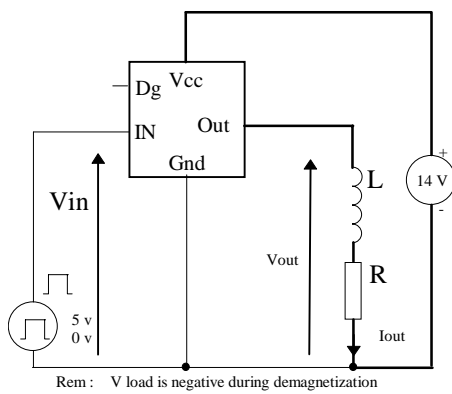 Vcc
Dg
IN
Out
Gnd
+
14 V
-
Vin
L
Vout
R
5 v
0 v
Iout
Rem : V load is negative during demagnetization